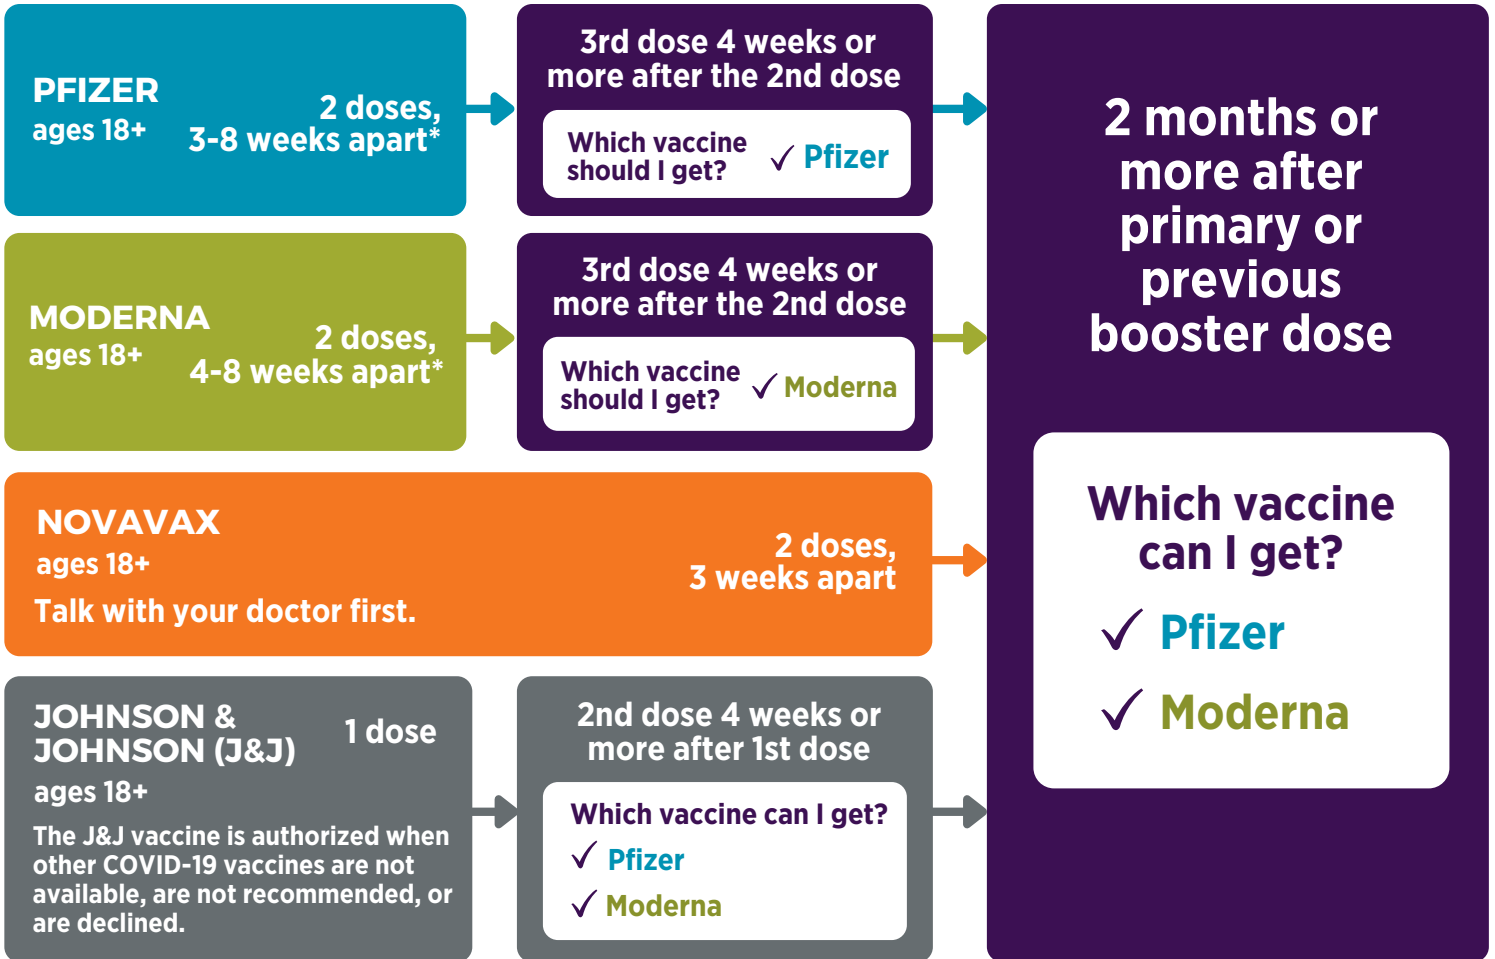 PFIZER
ages 18+
2 doses,
3-8 weeks apart*
3rd dose 4 weeks or
more after the 2nd dose
Which vaccine
should I get?
✓ Pfizer
MODERNA
ages 18+
2 doses,
4-8 weeks apart*
3rd dose 4 weeks or
more after the 2nd dose
Which vaccine
should I get?
✓ Moderna
NOVAVAX
ages 18+
Talk with your doctor first.
2 doses,
3 weeks apart
JOHNSON &
JOHNSON (J&J)
ages 18+
1 dose
The J&J vaccine is authorized when
other COVID-19 vaccines are not
available, are not recommended, or
are declined.
2nd dose 4 weeks or
more after 1st dose
Which vaccine can I get?
✓ Pfizer
✓ Moderna
2 months or
more after
primary or
previous
booster dose
Which vaccine
can I get?
✓ Pfizer
✓ Moderna